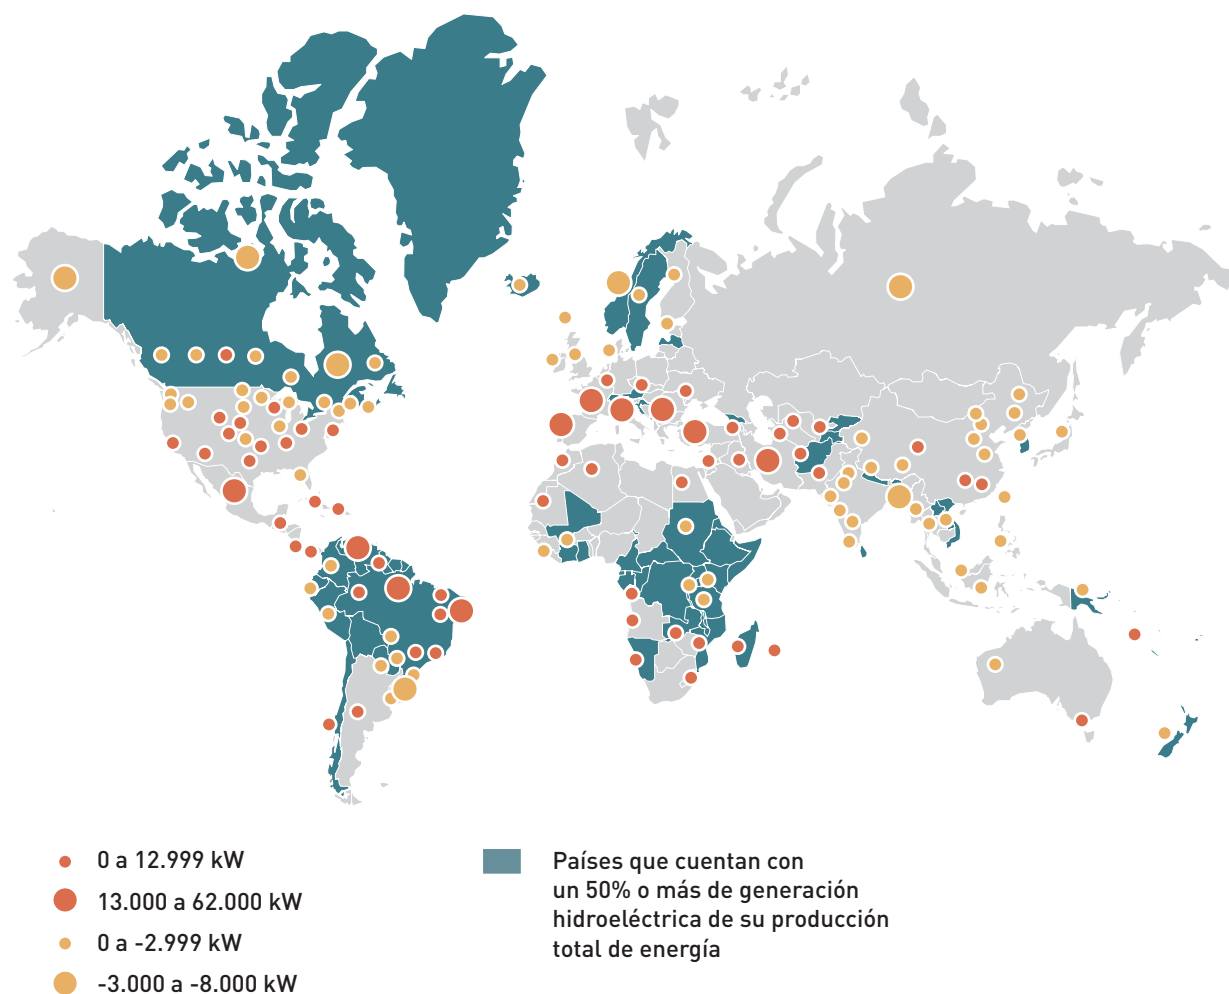 0 a 12.999 kW
13.000 a 62.000 kW
0 a -2.999 kW
-3.000 a -8.000 kW
Países que cuentan con
un 50% o más de generación
hidroeléctrica de su producción
total de energía